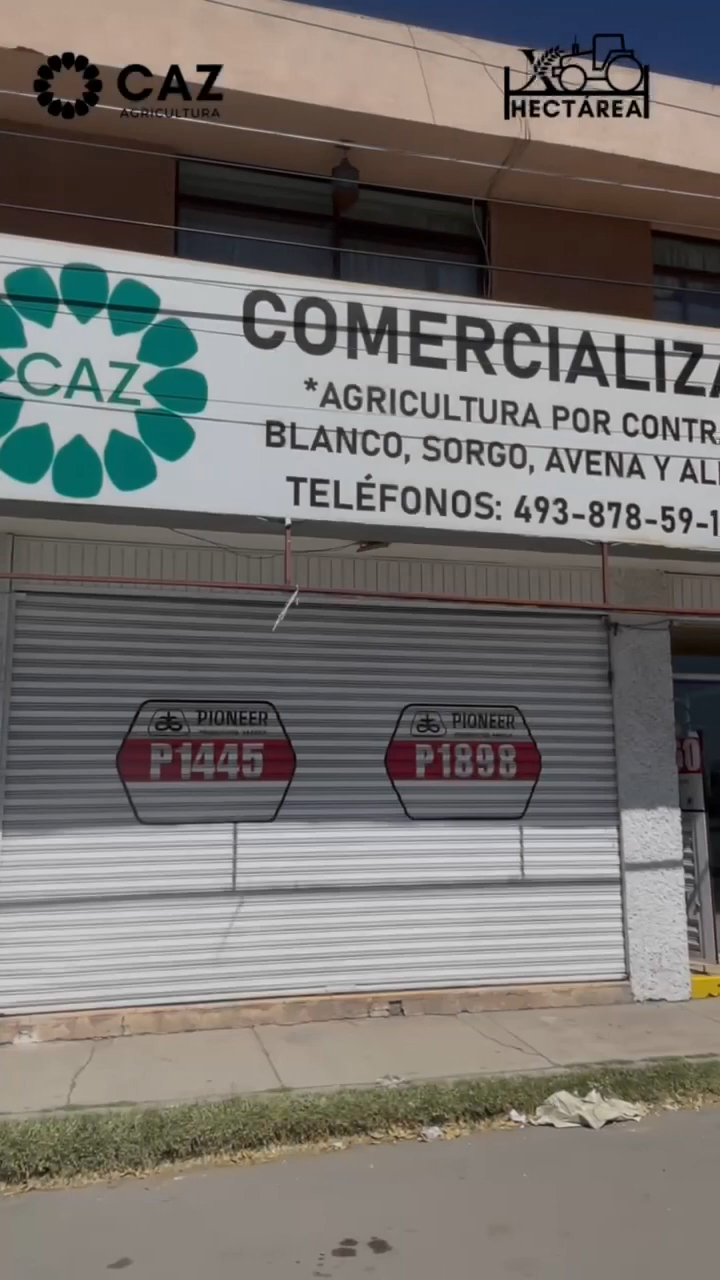 CAZ
AGRICULTURA
X HECTÁREA
CAZ
COMERCIALIZA
*AGRICULTURA POR CONTR
BLANCO, SORGO, AVENA Y AL
TELÉFONOS: 493-878-59-1
PIONEER
P1445
PIONEER
P1898